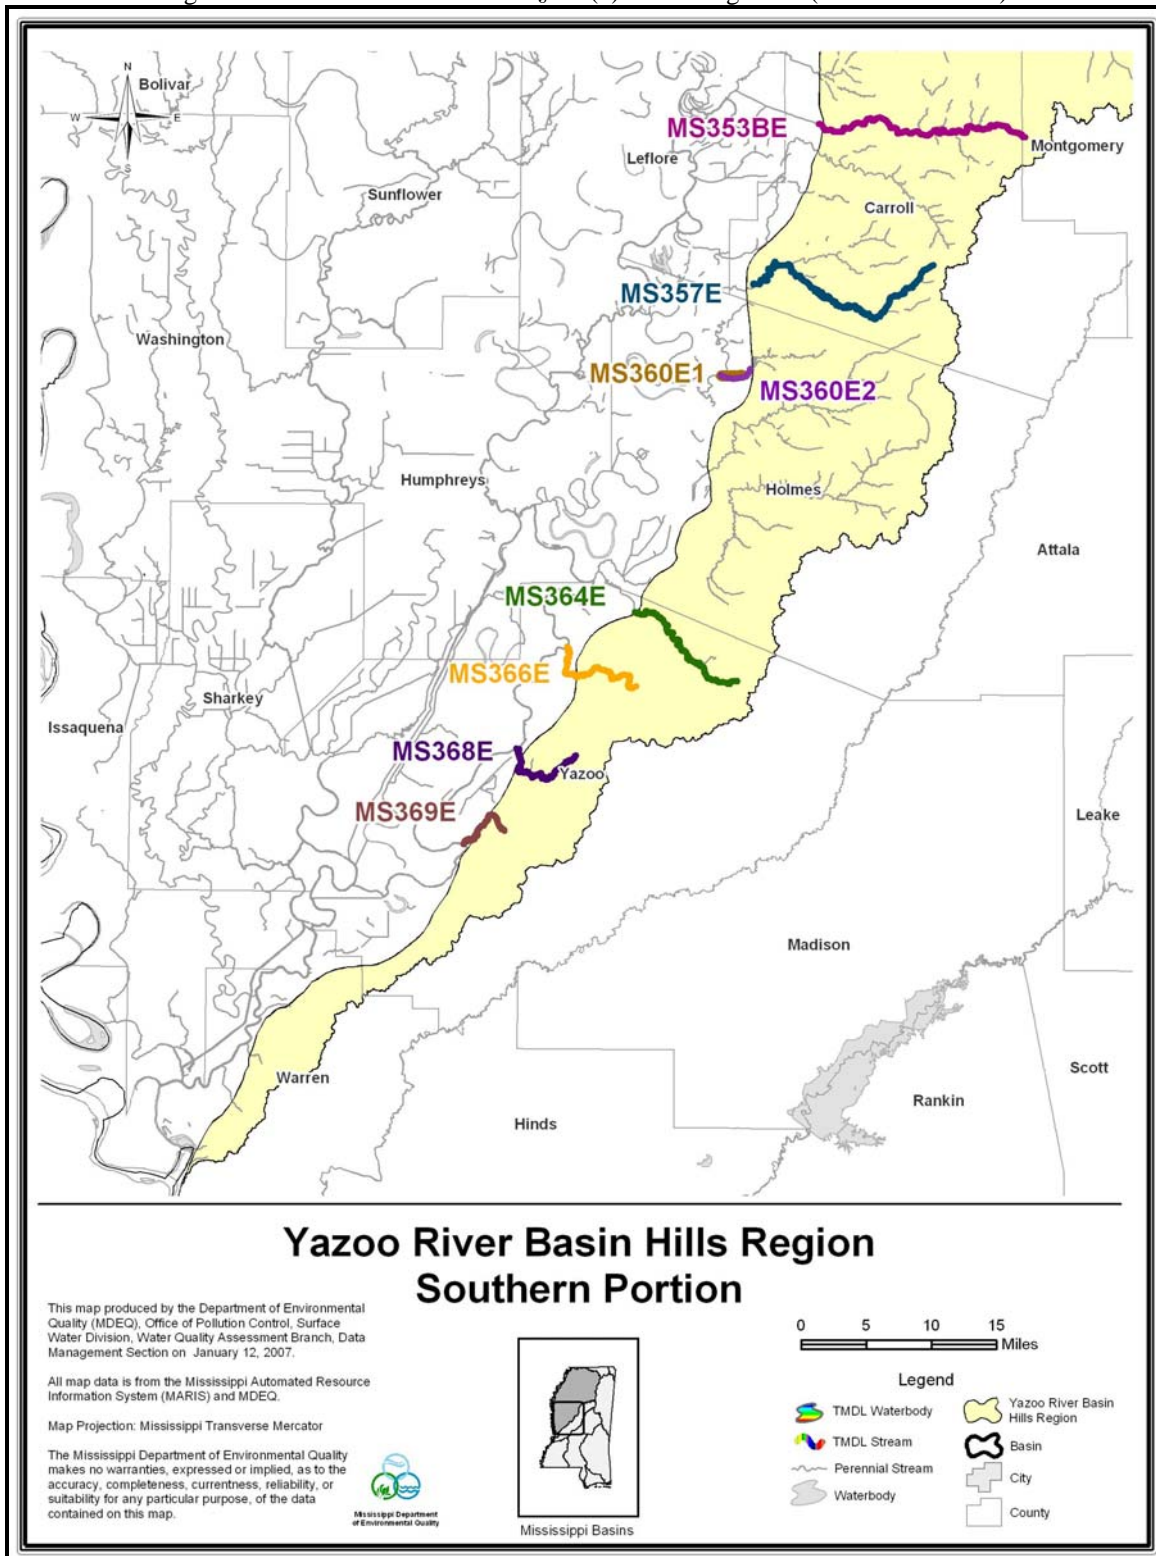 N
W E
S
Bolivar
MS353BE
Montgomery
Leflore
Sunflower
Carroll
MS357E
Washington
MS360E1
MS360E2
Humphreys
Holmes
Attala
MS364E
MS366E
Sharkey
Issaquena
MS368E
Yazoo
MS369E
Leake
Madison
Scott
Warren
Rankin
Hinds
Yazoo River Basin Hills Region
Southern Portion
This map produced by the Department of Environmental
Quality (MDEQ), Office of Pollution Control, Surface
Water Division, Water Quality Assessment Branch, Data
Management Section on January 12, 2007.
All map data is from the Mississippi Automated Resource
Information System (MARIS) and MDEQ.
Map Projection: Mississippi Transverse Mercator
The Mississippi Department of Environmental Quality
makes no warranties, expressed or implied, as to the
accuracy, completeness, currentness, reliability, or
suitability for any particular purpose, of the data
contained on this map.
Mississippi Department
of Environmental Quality
Mississippi Basins
0 5 10 15
Miles
Legend
TMDL Waterbody
TMDL Stream
Perennial Stream
Waterbody
Yazoo River Basin
Hills Region
Basin
City
County